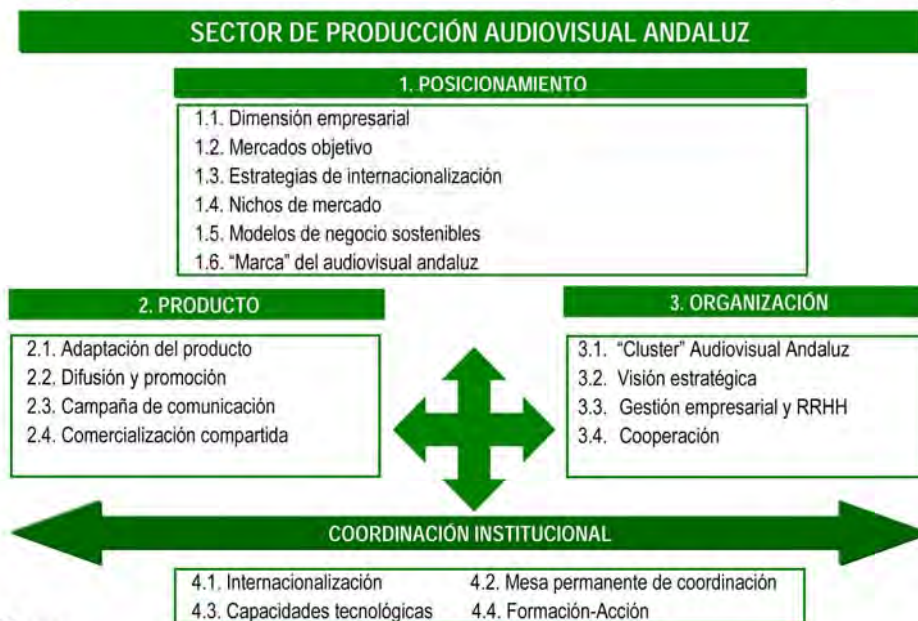 SECTOR DE PRODUCCIÓN AUDIOVISUAL ANDALUZ
1. POSICIONAMIENTO
1.1. Dimensión empresarial
1.2. Mercados objetivo
1.3. Estrategias de internacionalización
1.4. Nichos de mercado
1.5. Modelos de negocio sostenibles
1.6. “Marca” del audiovisual andaluz
2. PRODUCTO
2.1. Adaptación del producto
2.2. Difusión y promoción
2.3. Campaña de comunicación
2.4. Comercialización compartida
3. ORGANIZACIÓN
3.1. “Cluster” Audiovisual Andaluz
3.2. Visión estratégica
3.3. Gestión empresarial y RRHH
3.4. Cooperación
COORDINACIÓN INSTITUCIONAL
4.1. Internacionalización 4.2. Mesa permanente de coordinación
4.3. Capacidades tecnológicas 4.4. Formación-Acción